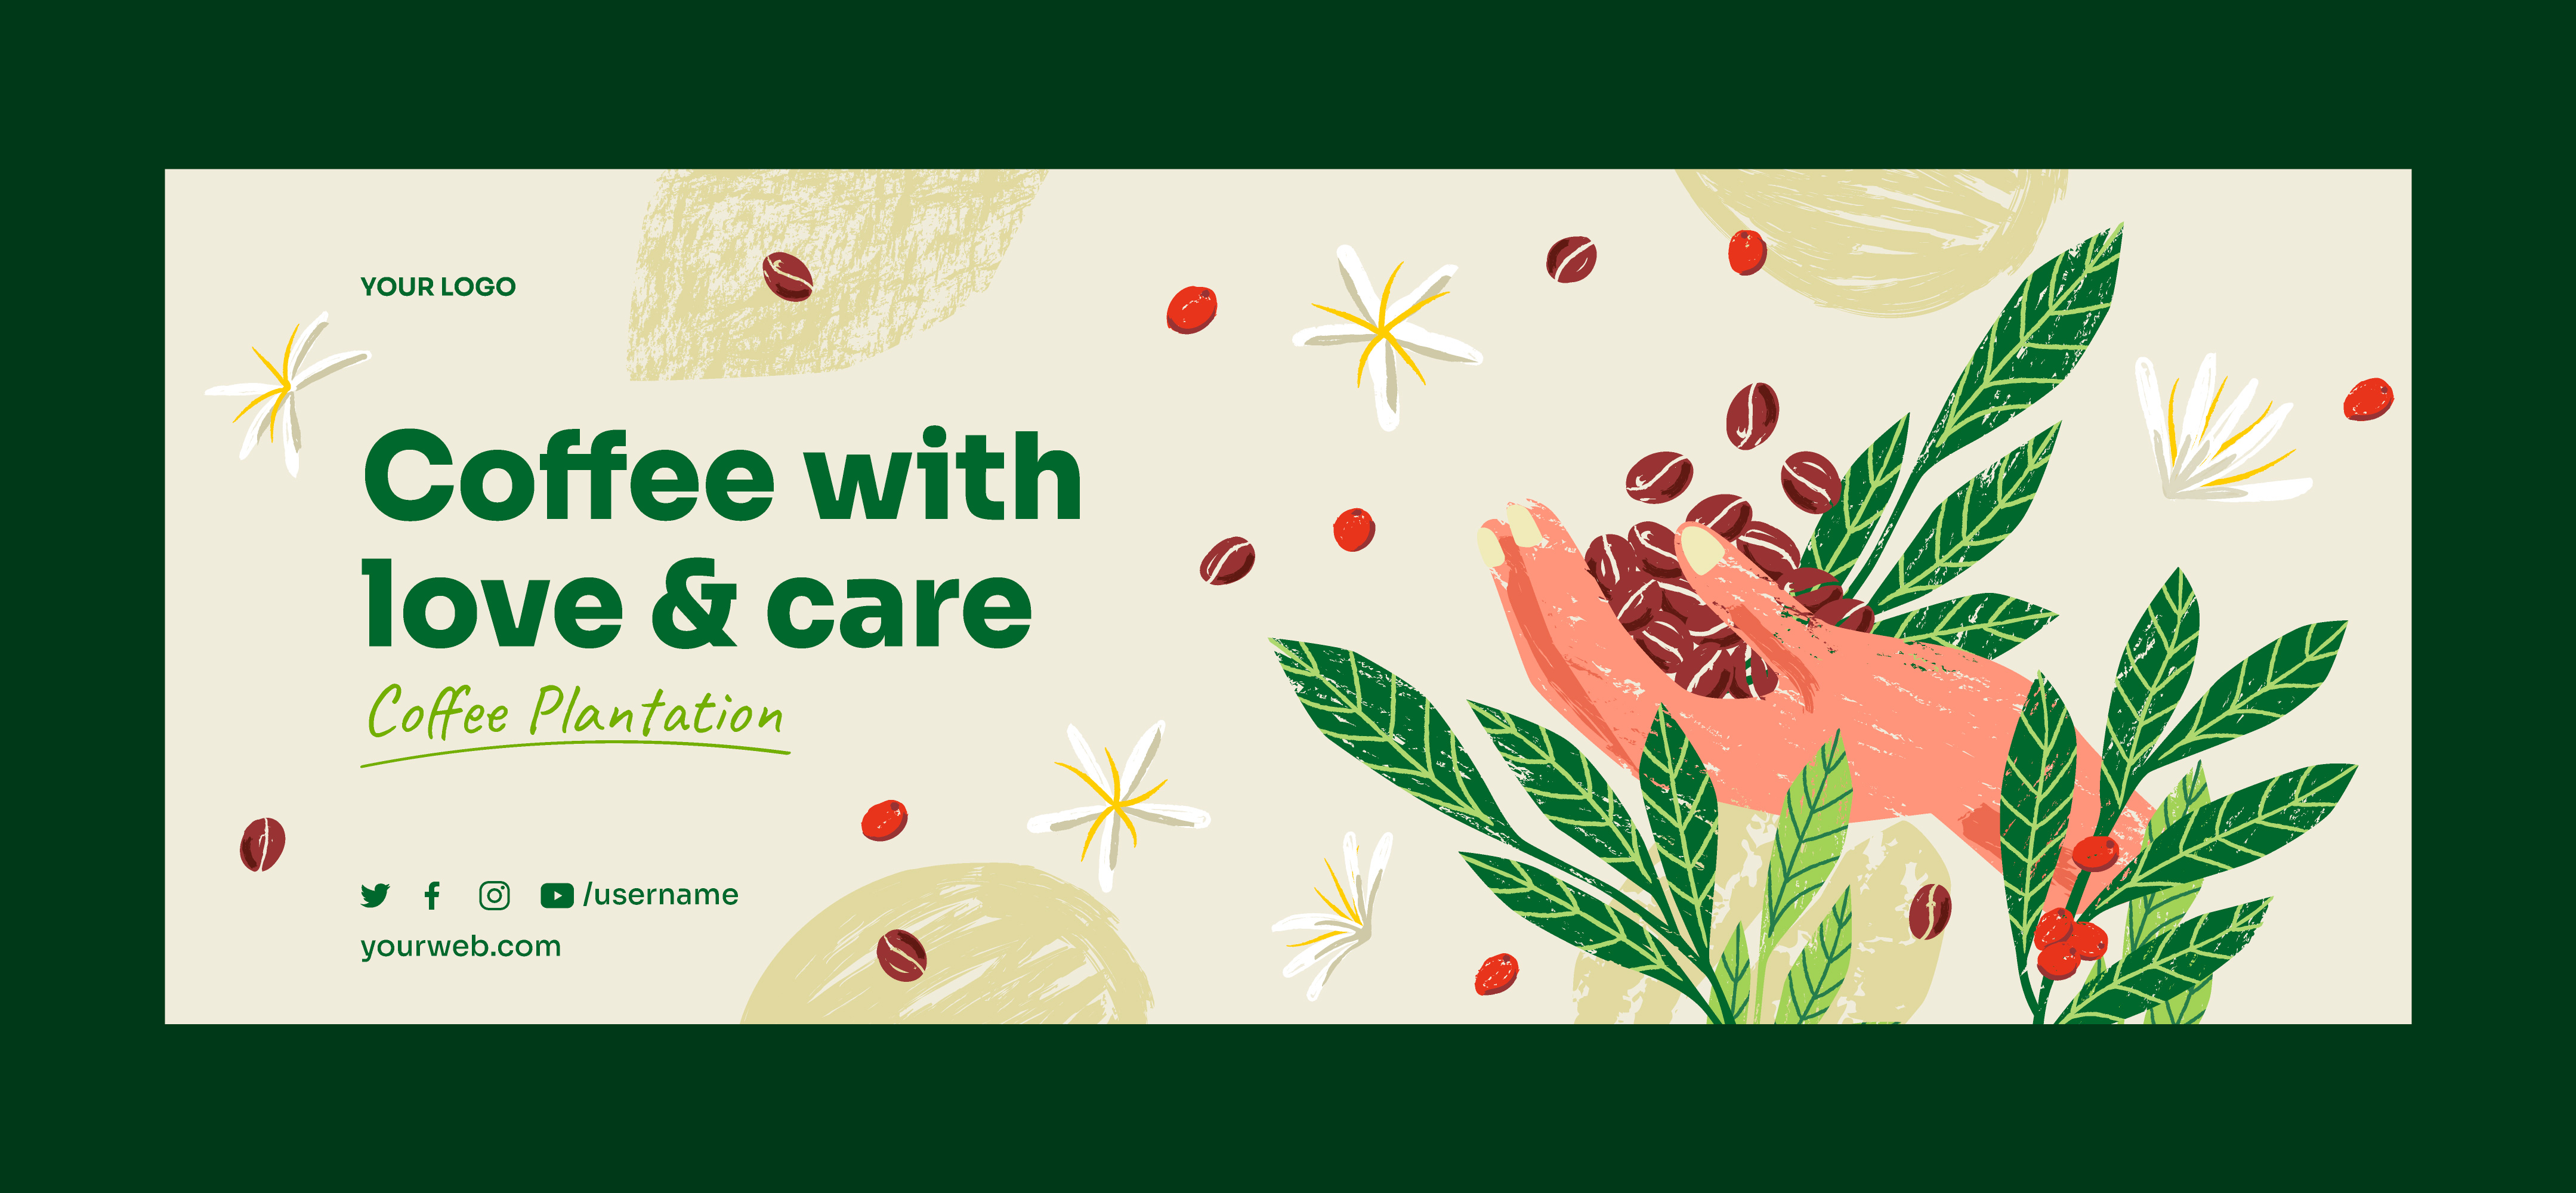 YOUR LOGO
Coffee with
love & care
Coffee Plantation
/username
yourweb.com